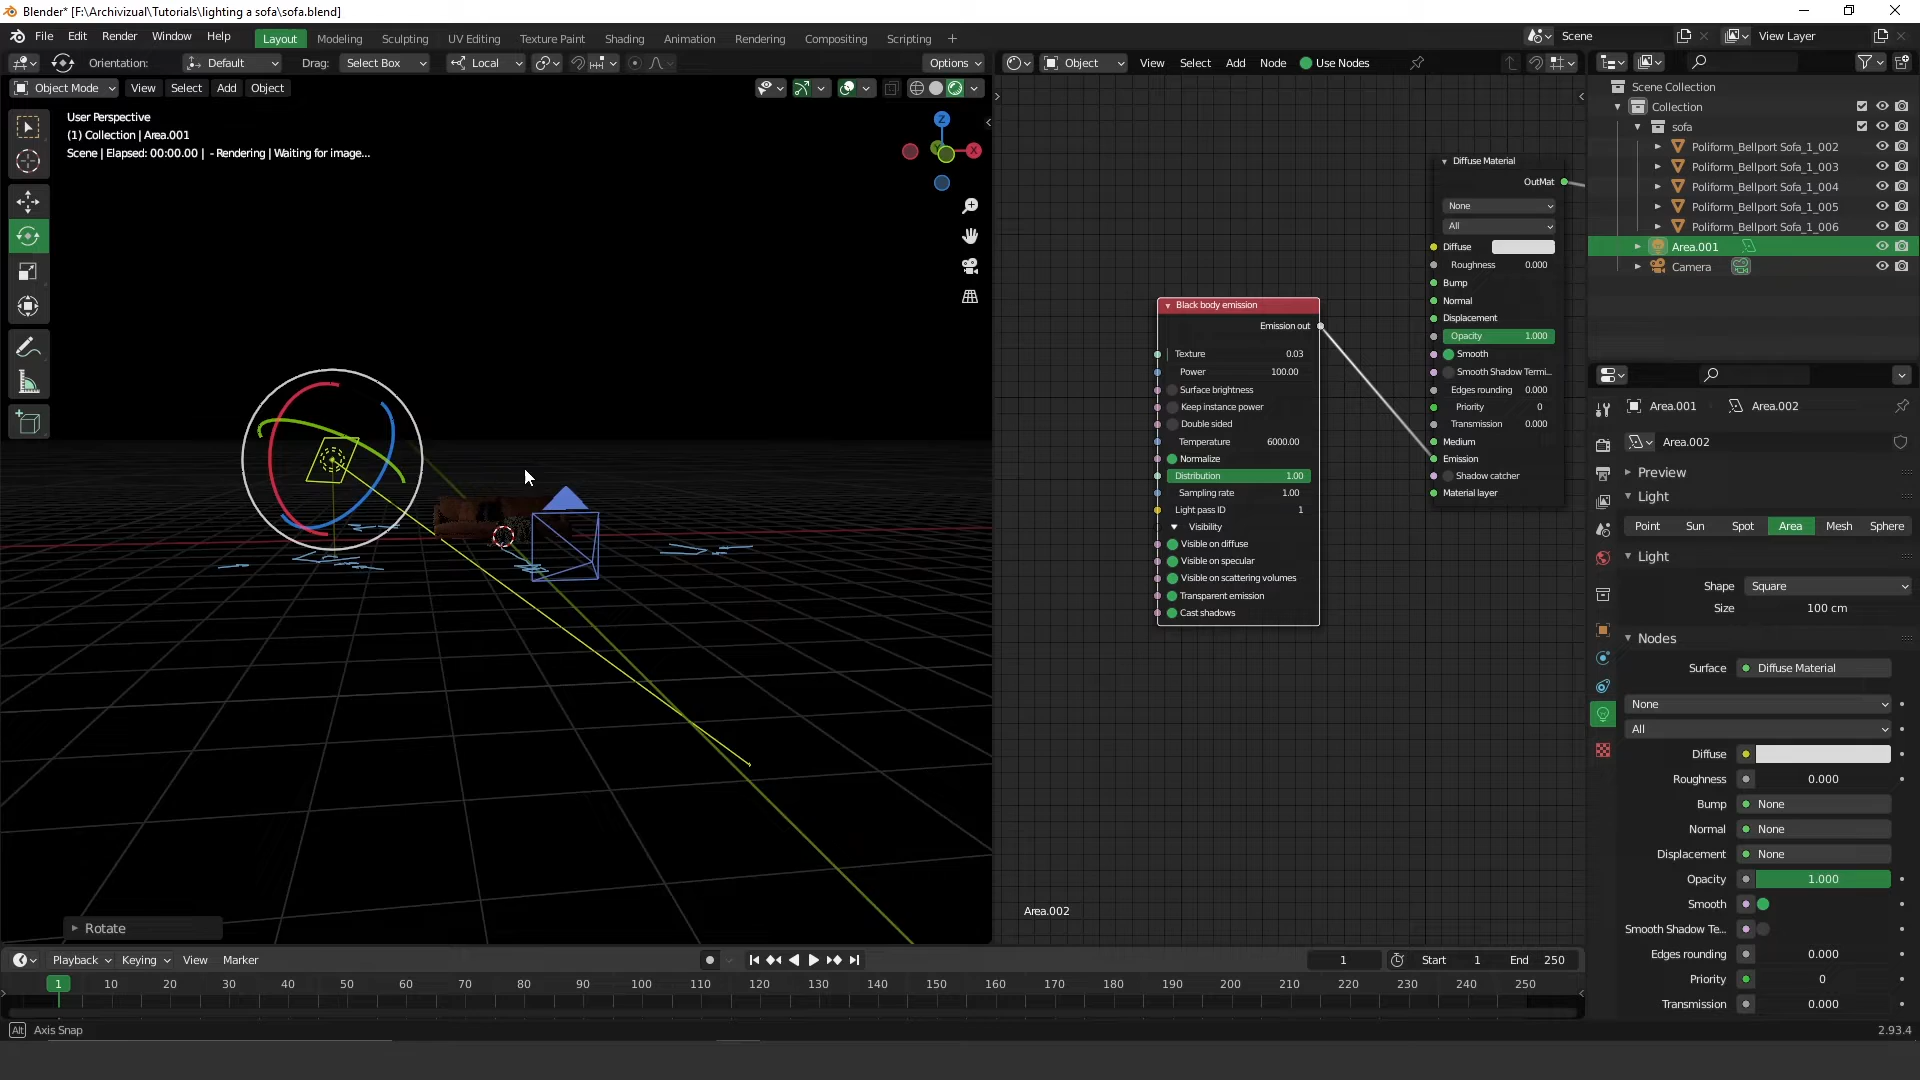 Blender* [F:\Archivizual\Tutorials\lighting a sofa\sofa.blend]
File Edit Render Window Help Layout Modeling Sculpting UV Editing Texture Paint Shading Animation Rendering Compositing Scripting + Scene View Layer
Orientation: Default Drag: Select Box Local Options Object View Select Add Node Use Nodes
Object Mode View Select Add Object
User Perspective
(1) Collection | Area.001
Scene | Elapsed: 00:00.00 | - Rendering | Waiting for image...
Z
Y
X
Rotate
Black body emission
Emission out
Texture 0.03
Power 100.00
Surface brightness
Keep instance power
Double sided
Temperature 6000.00
Normalize
Distribution 1.00
Sampling rate 1.00
Light pass ID 1
Visibility
Visible on diffuse
Visible on specular
Visible on scattering volumes
Transparent emission
Cast shadows
Diffuse Material
OutMat
None
All
Diffuse
Roughness 0.000
Bump
Normal
Displacement
Opacity 1.000
Smooth
Smooth Shadow Termi...
Edges rounding 0.000
Priority 0
Transmission 0.000
Medium
Emission
Shadow catcher
Material layer
Area.002
Scene Collection
Collection
sofa
Poliform_Bellport Sofa_1_002
Poliform_Bellport Sofa_1_003
Poliform_Bellport Sofa_1_004
Poliform_Bellport Sofa_1_005
Poliform_Bellport Sofa_1_006
Area.001
Camera
Area.001 Area.002
Area.002
Preview
Light
Point Sun Spot Area Mesh Sphere
Light
Shape Square
Size 100 cm
Nodes
Surface Diffuse Material
None
All
Diffuse
Roughness 0.000
Bump None
Normal None
Displacement None
Opacity 1.000
Smooth
Smooth Shadow Te...
Edges rounding 0.000
Priority 0
Transmission 0.000
Playback Keying View Marker 1 Start 1 End 250
1 10 20 30 40 50 60 70 80 90 100 110 120 130 140 150 160 170 180 190 200 210 220 230 240 250
Alt Axis Snap
2.93.4